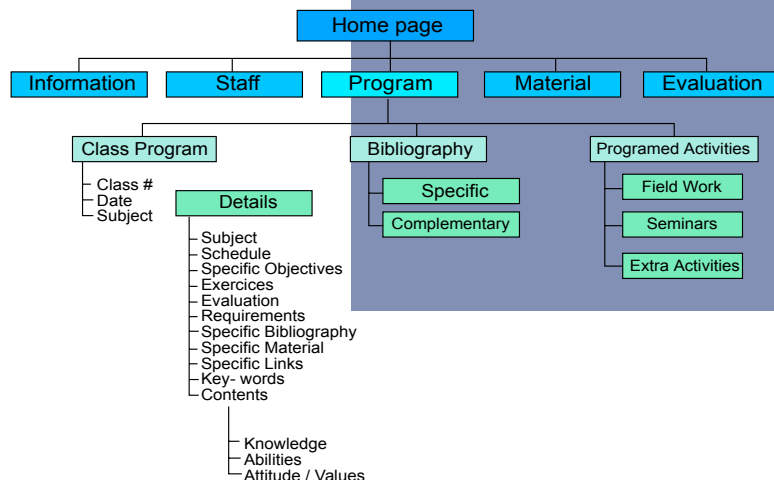 Home page
Information
Staff
Program
Material
Evaluation
Class Program
Bibliography
Programed Activities
Class #
Date
Subject
Details
Subject
Schedule
Specific Objectives
Exercices
Evaluation
Requirements
Specific Bibliography
Specific Material
Specific Links
Key- words
Contents
Knowledge
Abilities
Attitude / Values
Specific
Complementary
Field Work
Seminars
Extra Activities